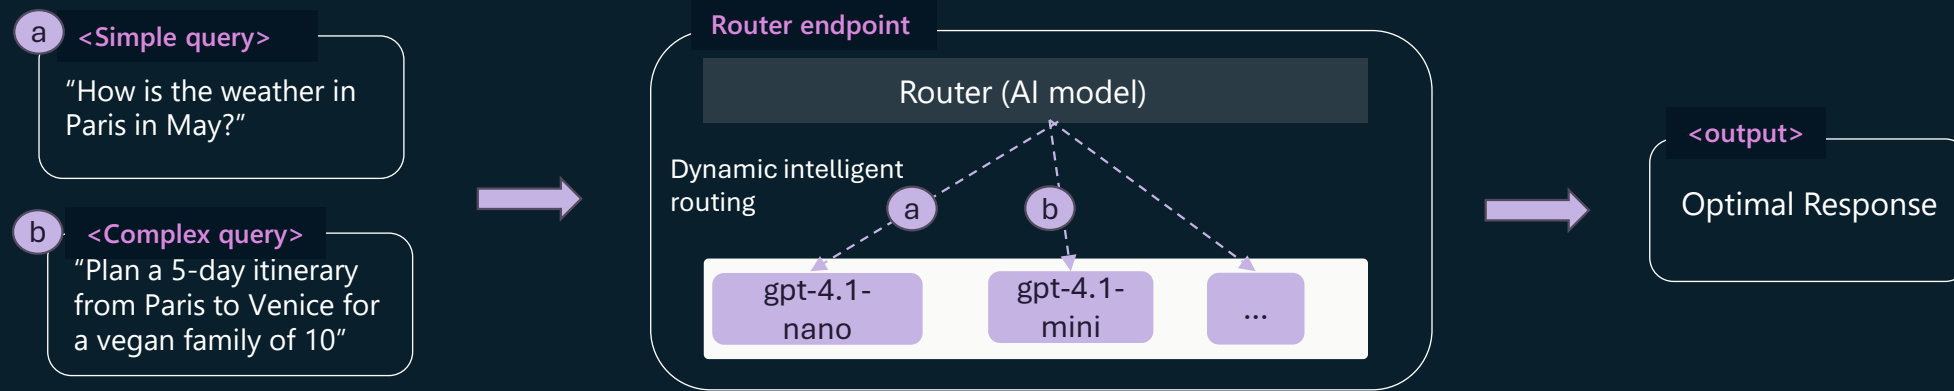 a
<Simple query>
“How is the weather in
Paris in May?”
b
<Complex query>
“Plan a 5-day itinerary
from Paris to Venice for
a vegan family of 10”
Router endpoint
Router (AI model)
Dynamic intelligent
routing
a
b
gpt-4.1-
nano
gpt-4.1-
mini
...
<output>
Optimal Response